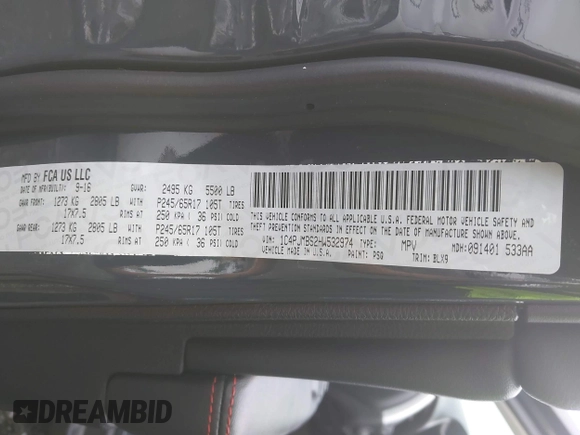 MFD BY FCA US LLC
DATE OF MFR(BUILT): 9-16 GVWR: 2495 KG 5500 LB
GAWR FRONT 1273 KG 2805 LB WITH P245/65R17 105T TIRES
17X7.5 RIMS AT 250 KPA ( 36 PSI COLD
GAWR REAR 1273 KG 2805 LB WITH P245/65R17 105T TIRES
17X7.5 RIMS AT 250 KPA ( 36 PSI COLD
THIS VEHICLE CONFORMS TO ALL APPLICABLE U.S.A. FEDERAL MOTOR VEHICLE SAFETY AND
THEFT PREVENTION STANDARDS IN EFFECT ON THE DATE OF MANUFACTURE SHOWN ABOVE.
VIN: 1C4PJMBS2HW532974 TYPE: MPV MDH: 091401 533AA
VEHICLE MADE IN U.S.A. PAINT: PSQ TRIM: BLX9
DREAMBID